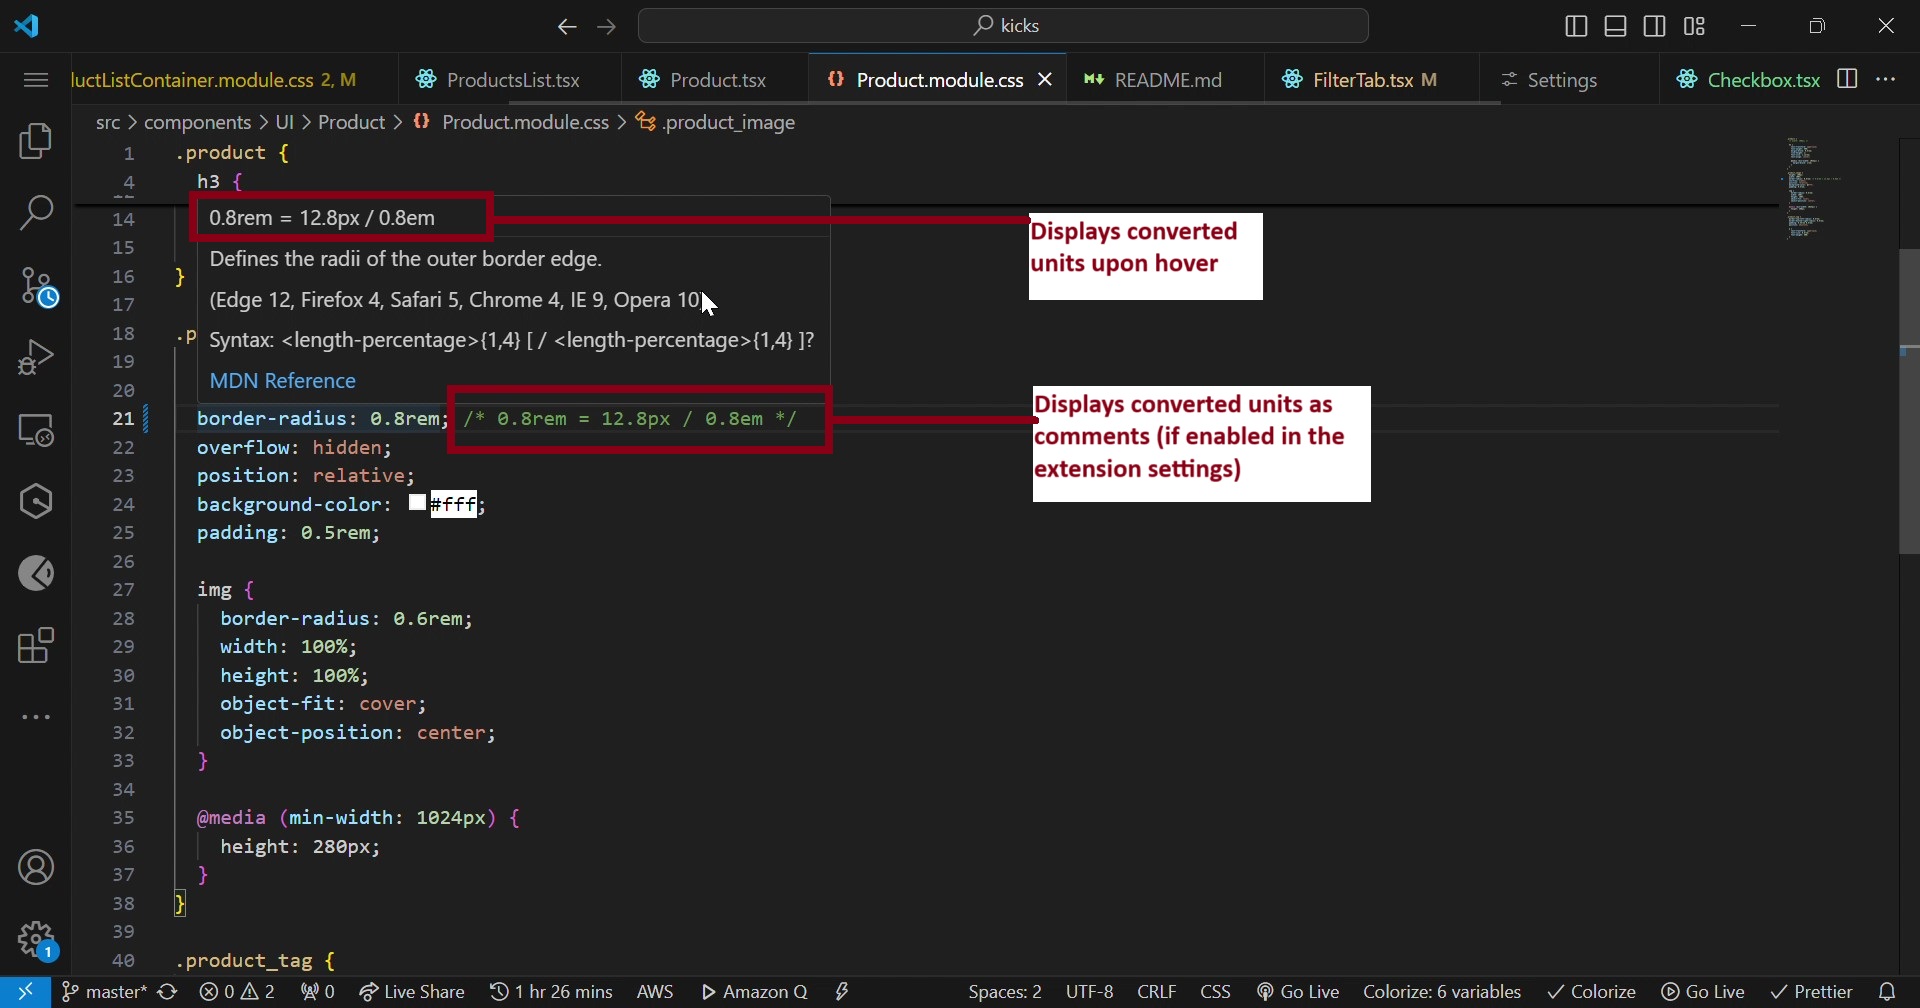 kicks
luctListContainer.module.css 2, M
ProductsList.tsx
Product.tsx
{} Product.module.css
README.md
FilterTab.tsx M
Settings
Checkbox.tsx
src > components > UI > Product > {} Product.module.css > .product_image
1 .product {
4 h3 {
0.8rem = 12.8px / 0.8em
Displays converted
units upon hover
14
15
Defines the radii of the outer border edge.
16 }
(Edge 12, Firefox 4, Safari 5, Chrome 4, IE 9, Opera 10
17
18 .p
Syntax: <length-percentage>{1,4} [ / <length-percentage>{1,4} ]?
19
20
MDN Reference
21 border-radius: 0.8rem; /* 0.8rem = 12.8px / 0.8em */
Displays converted units as
comments (if enabled in the
extension settings)
22 overflow: hidden;
23 position: relative;
24 background-color: #fff;
25 padding: 0.5rem;
26
27 img {
28 border-radius: 0.6rem;
29 width: 100%;
30 height: 100%;
31 object-fit: cover;
32 object-position: center;
33 }
34
35 @media (min-width: 1024px) {
36 height: 280px;
37 }
38 }
39
40 .product_tag {
1
master* 0 2 0 Live Share 1 hr 26 mins AWS Amazon Q Spaces: 2 UTF-8 CRLF CSS Go Live Colorize: 6 variables Colorize Go Live Prettier